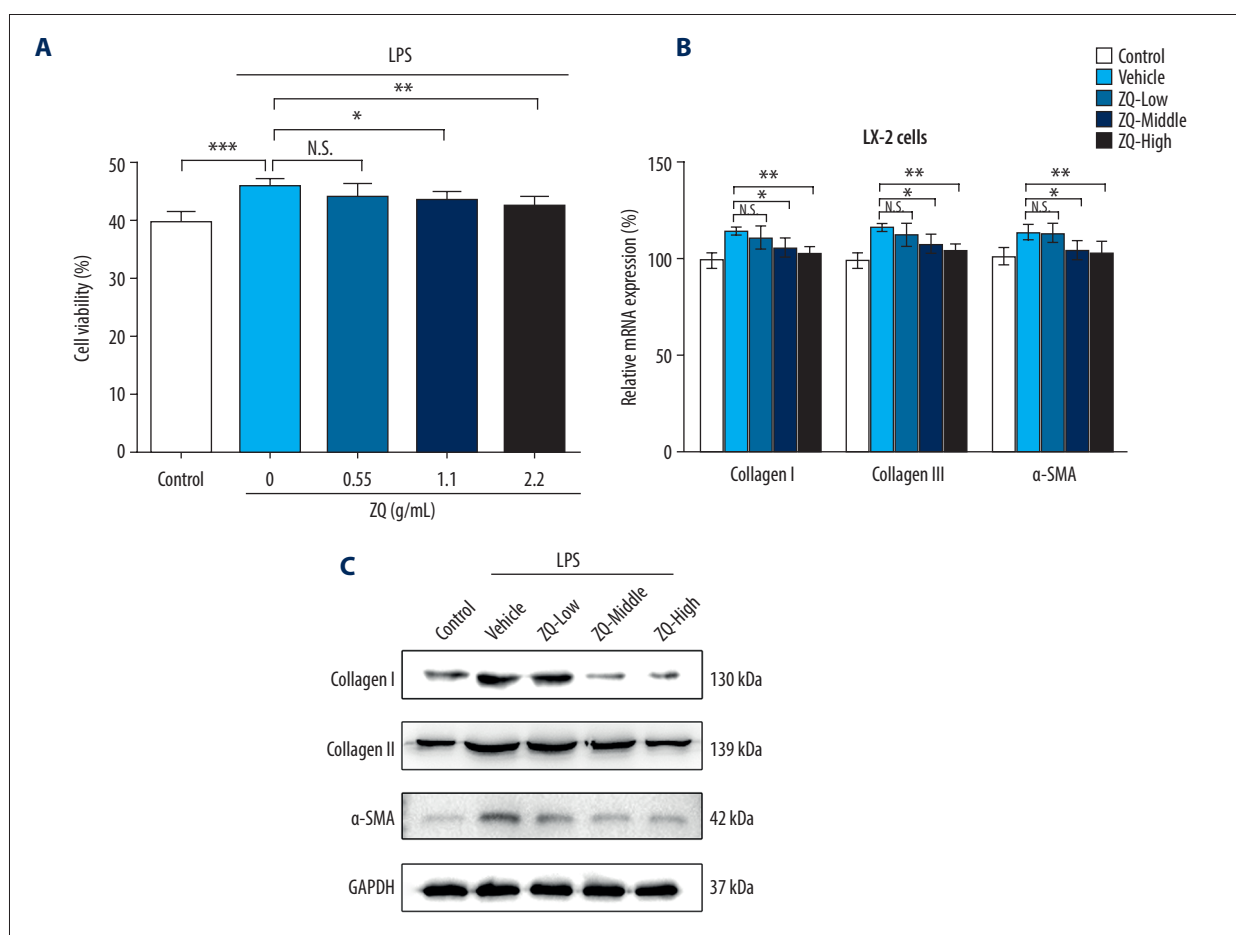 A
LPS
**
*
***
N.S.
50
40
30
20
10
0
Cell viability (%)
Control
0
0.55
1.1
2.2
ZQ (g/mL)
B
Control
Vehicle
ZQ-Low
ZQ-Middle
ZQ-High
LX-2 cells
150
100
50
0
Relative mRNA expression (%)
**
*
N.S.
**
*
N.S.
**
*
N.S.
Collagen I
Collagen III
α-SMA
C
LPS
Control
Vehicle
ZQ-Low
ZQ-Middle
ZQ-High
Collagen I
130 kDa
Collagen II
139 kDa
α-SMA
42 kDa
GAPDH
37 kDa